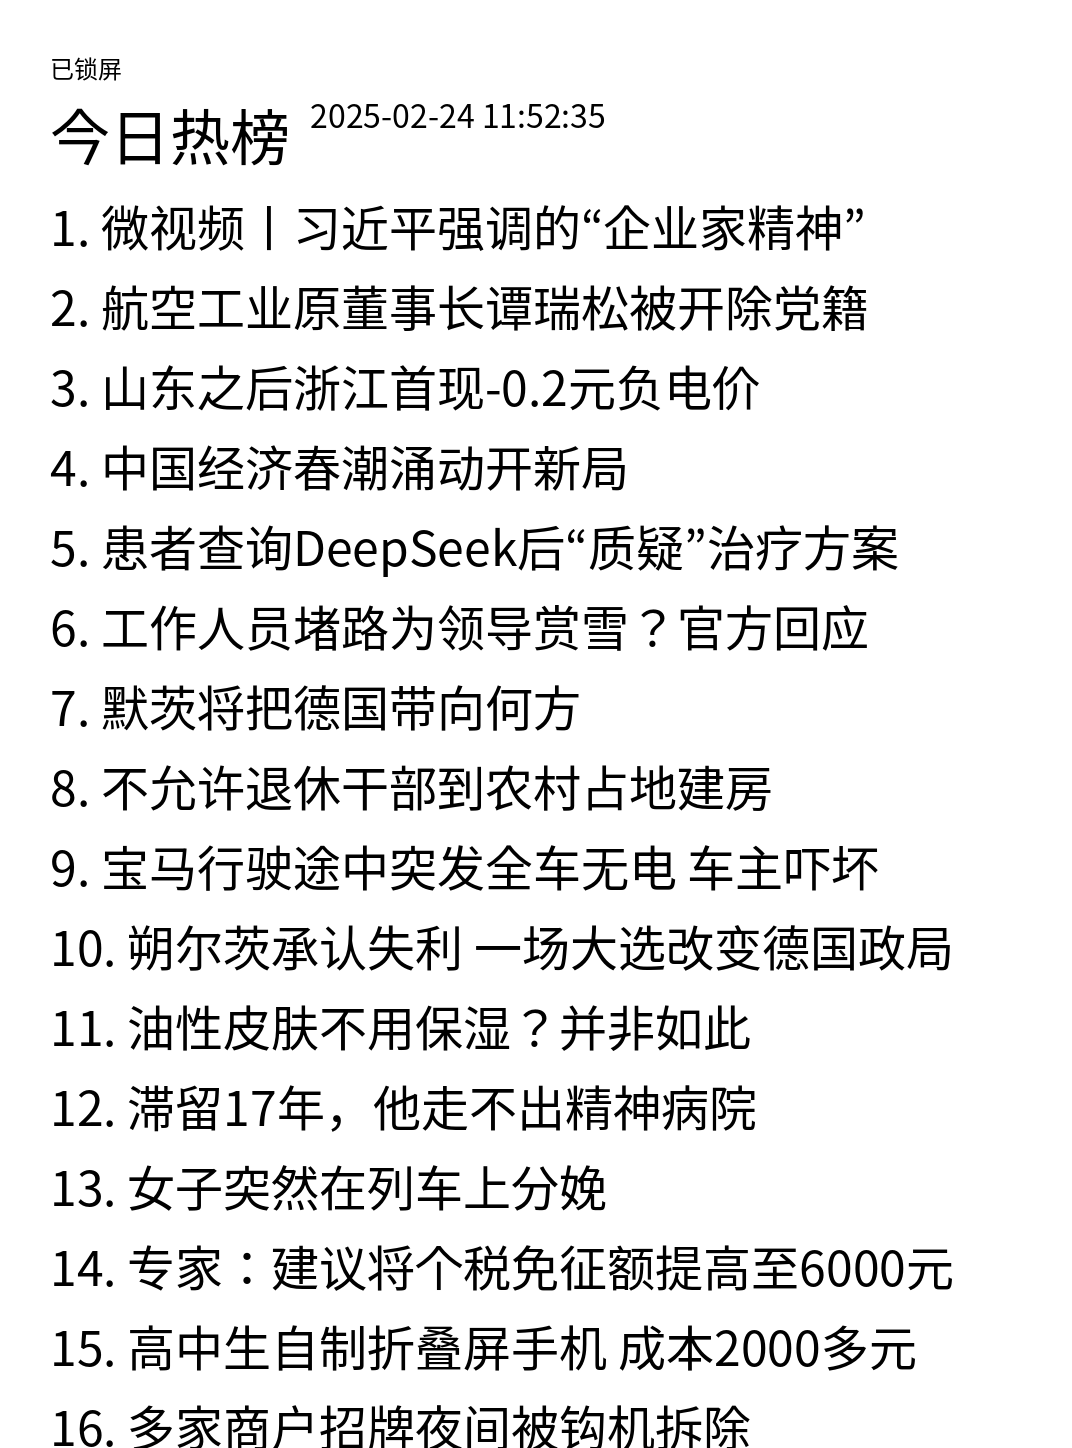 已锁屏
今日热榜 2025-02-24 11:52:35
1. 微视频丨习近平强调的“企业家精神”
2. 航空工业原董事长谭瑞松被开除党籍
3. 山东之后浙江首现-0.2元负电价
4. 中国经济春潮涌动开新局
5. 患者查询DeepSeek后“质疑”治疗方案
6. 工作人员堵路为领导赏雪？官方回应
7. 默茨将把德国带向何方
8. 不允许退休干部到农村占地建房
9. 宝马行驶途中突发全车无电 车主吓坏
10. 朔尔茨承认失利 一场大选改变德国政局
11. 油性皮肤不用保湿？并非如此
12. 滞留17年，他走不出精神病院
13. 女子突然在列车上分娩
14. 专家：建议将个税免征额提高至6000元
15. 高中生自制折叠屏手机 成本2000多元
16. 多家商户招牌夜间被钩机拆除